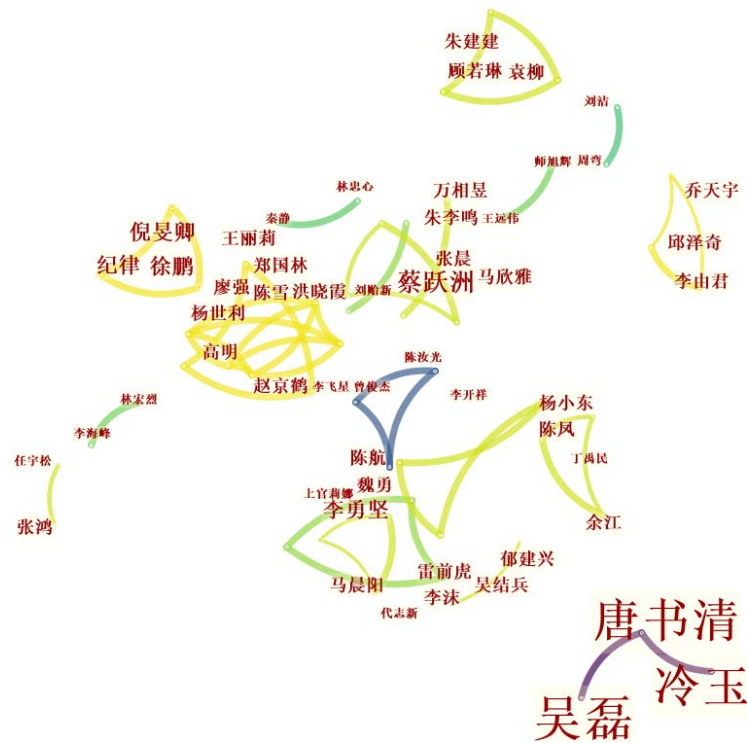 朱建建
顾若琳 袁柳
刘洁
师旭辉 周弯
林忠心
万相昱
乔天宇
秦静
朱李鸣 王远伟
倪旻卿
王丽莉
邱泽奇
纪律 徐鹏
郑国林
张晨
蔡跃洲 马欣雅
李由君
廖强 陈雪 洪晓霞 刘贻新
杨世利
高明
陈汝光
赵京鹤 李飞星 曾俊杰
李开祥
林宏烈
杨小东
李海峰
陈凤
任宇松
陈航
丁禹民
魏勇
上官莉娜
李勇坚
张鸿
余江
郁建兴
雷前虎
马晨阳
吴结兵
李沫
代志新
唐书清
冷玉
吴磊